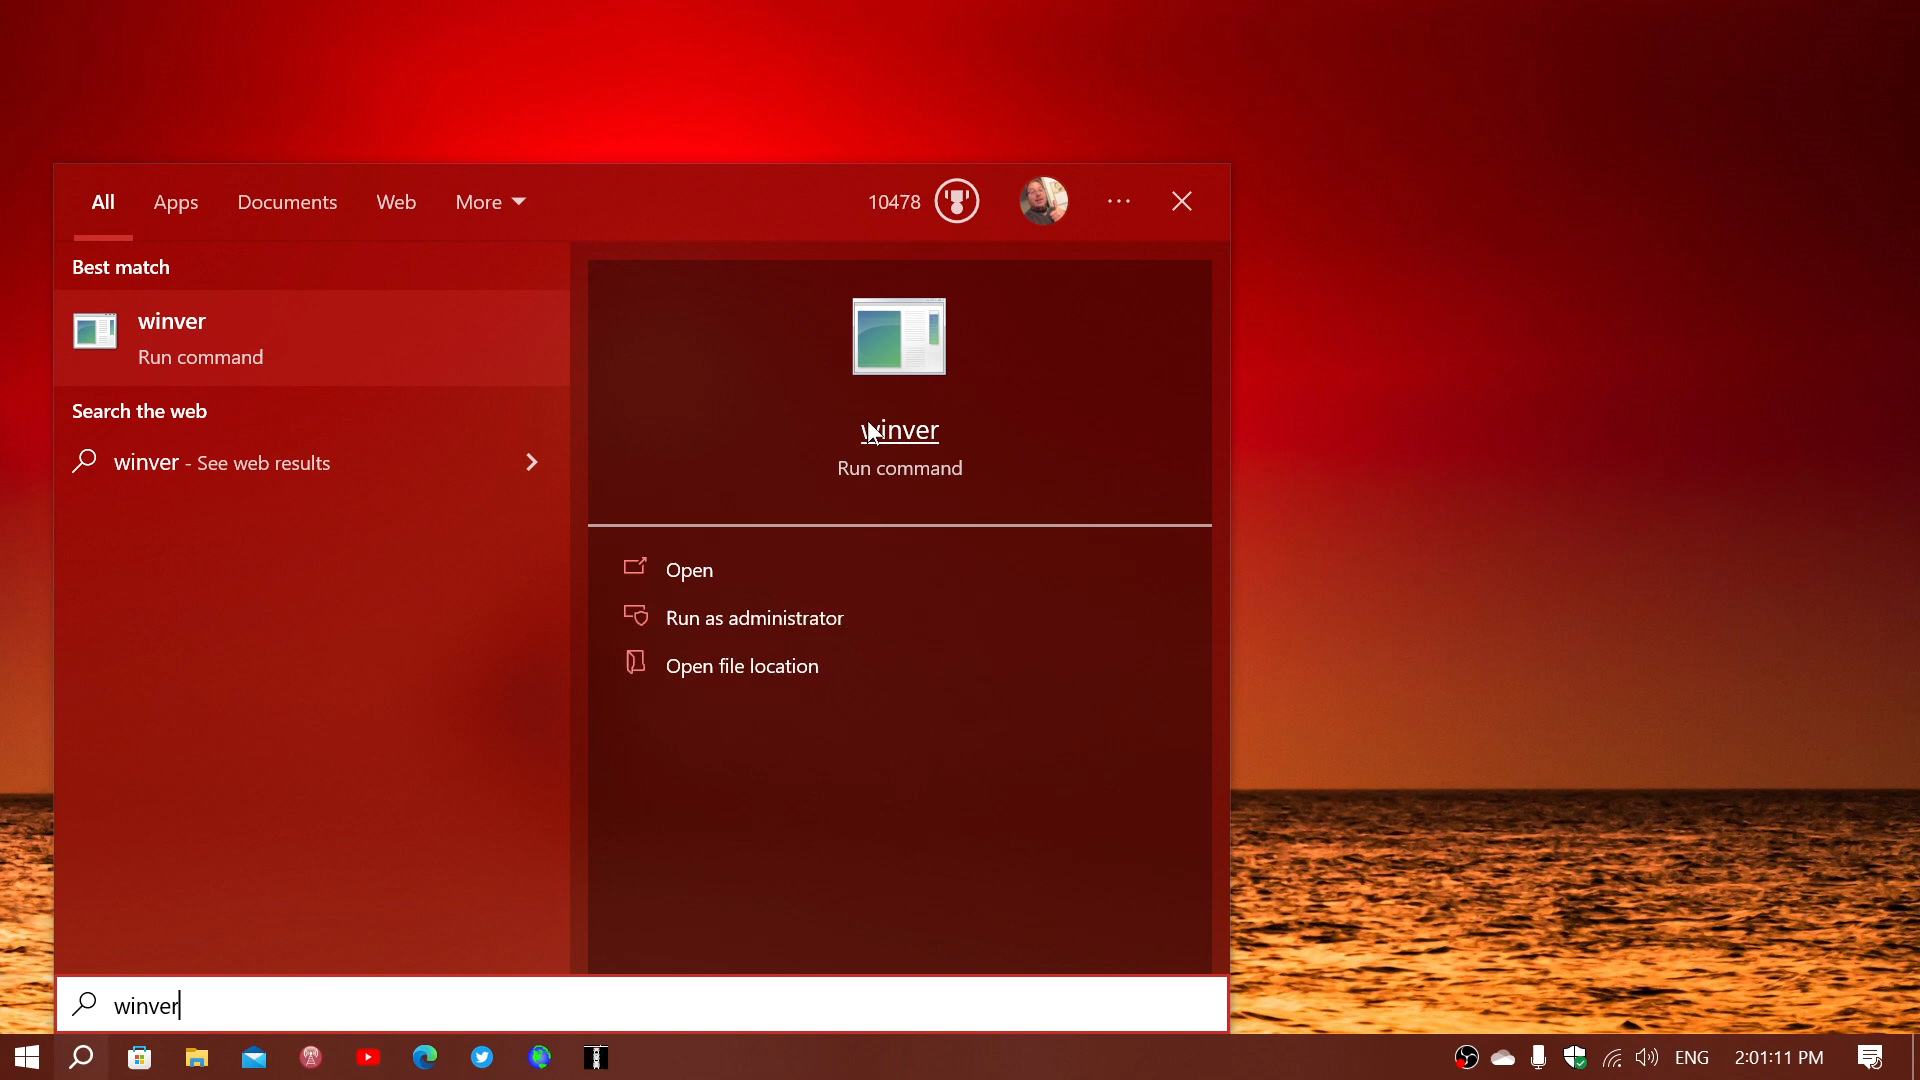 All Apps Documents Web More 10478
Best match
winver
Run command
Search the web
winver - See web results
winver
Run command
Open
Run as administrator
Open file location
winver
ENG 2:01:11 PM